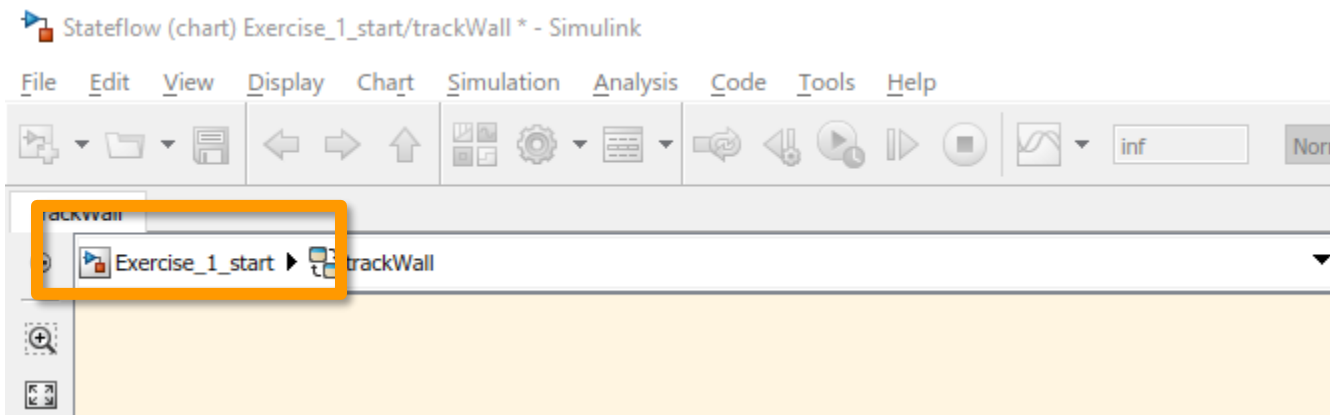 Stateflow (chart) Exercise_1_start/trackWall * - Simulink
File Edit View Display Chart Simulation Analysis Code Tools Help
inf
Exercise_1_start trackWall